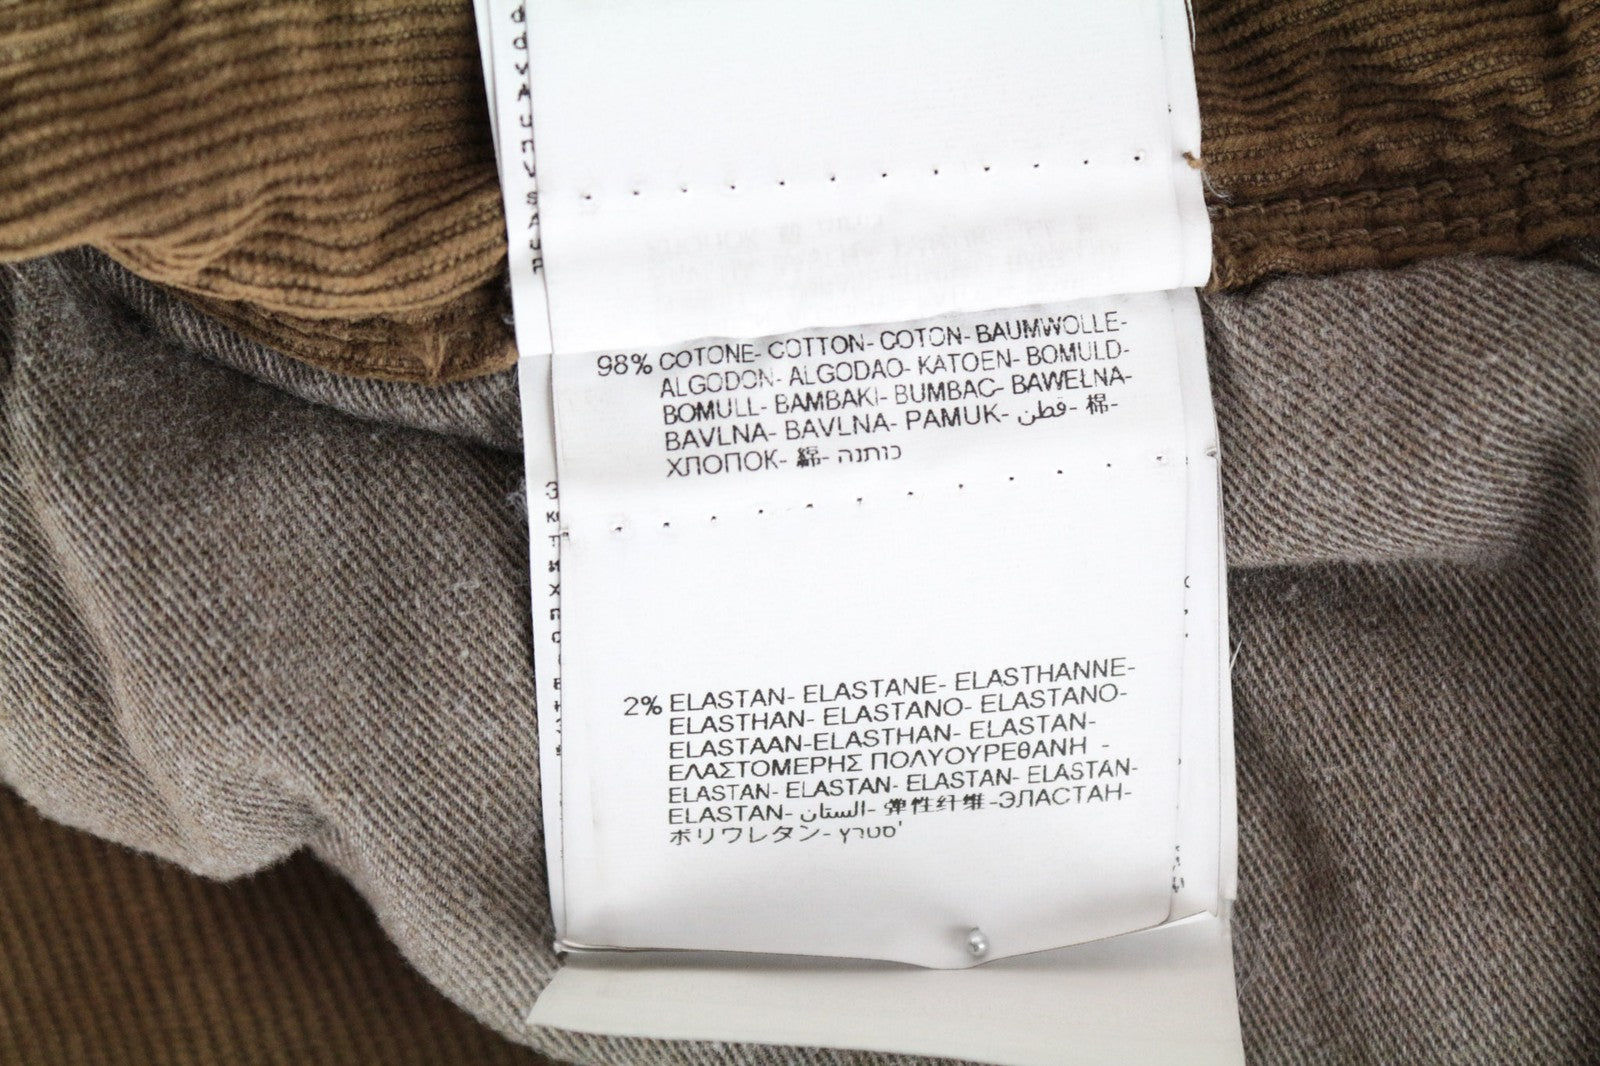 98% COTONE- COTTON- COTON- BAUMWOLLE-
ALGODON- ALGODAO- KATOEN- BOMULD-
BOMULL- BAMBAKI- BUMBAC- BAWEŁNA-
BAVLNA- BAVLNA- PAMUK- قطن- 棉-
ХЛОПОК- 綿- כותנה
2% ELASTAN- ELASTANE- ELASTHANNE-
ELASTHAN- ELASTANO- ELASTANO-
ELASTAAN-ELASTHAN- ELASTAN-
ΕΛΑΣΤΟΜΕΡΗΣ ΠΟΛΥΟΥΡΕΘΑΝΗ -
ELASTAN- ELASTAN- ELASTAN- ELASTAN-
ELASTAN- الستان- 弹性纤维-ЭЛАСТАН-
ポリウレタン-